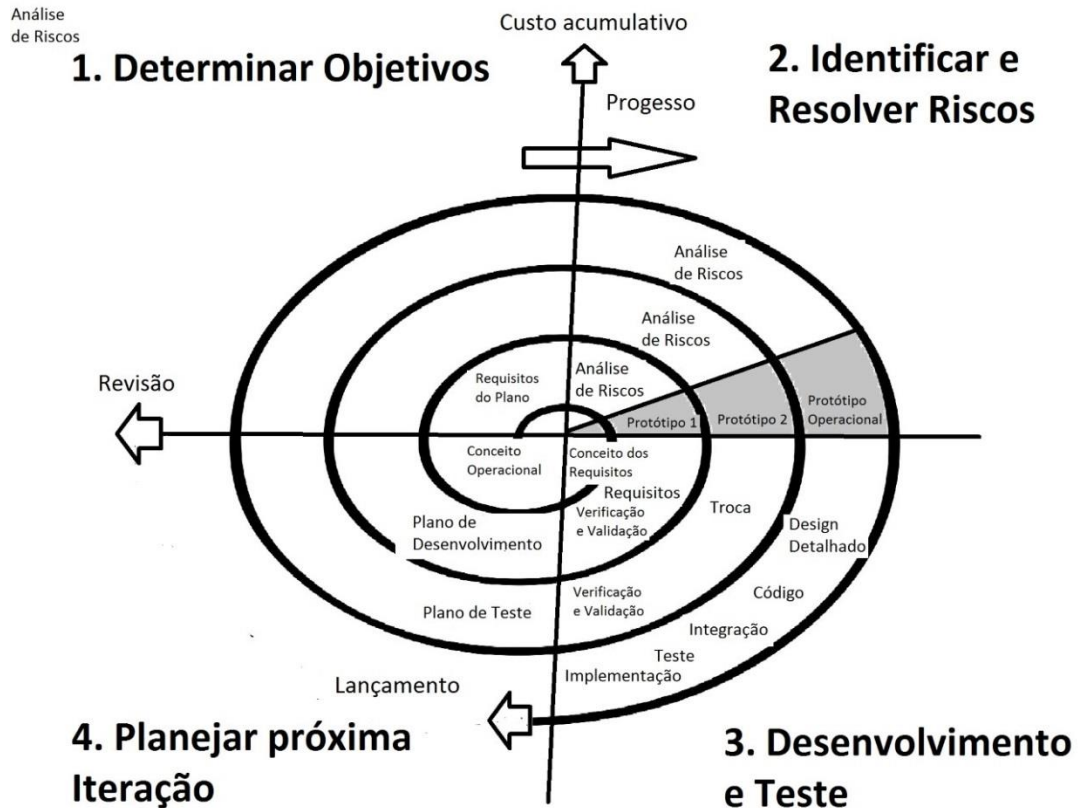 Análise
de Riscos
Custo acumulativo
1. Determinar Objetivos
2. Identificar e
Resolver Riscos
Progesso
Análise
de Riscos
Análise
de Riscos
Análise
de Riscos
Requisitos
do Plano
Revisão
Protótipo 1
Protótipo 2
Protótipo
Operacional
Conceito
Operacional
Conceito dos
Requisitos
Requisitos
Verificação
e Validação
Troca
Design
Detalhado
Plano de
Desenvolvimento
Verificação
e Validação
Código
Plano de Teste
Integração
Teste
Implementação
Lançamento
4. Planejar próxima
Iteração
3. Desenvolvimento
e Teste